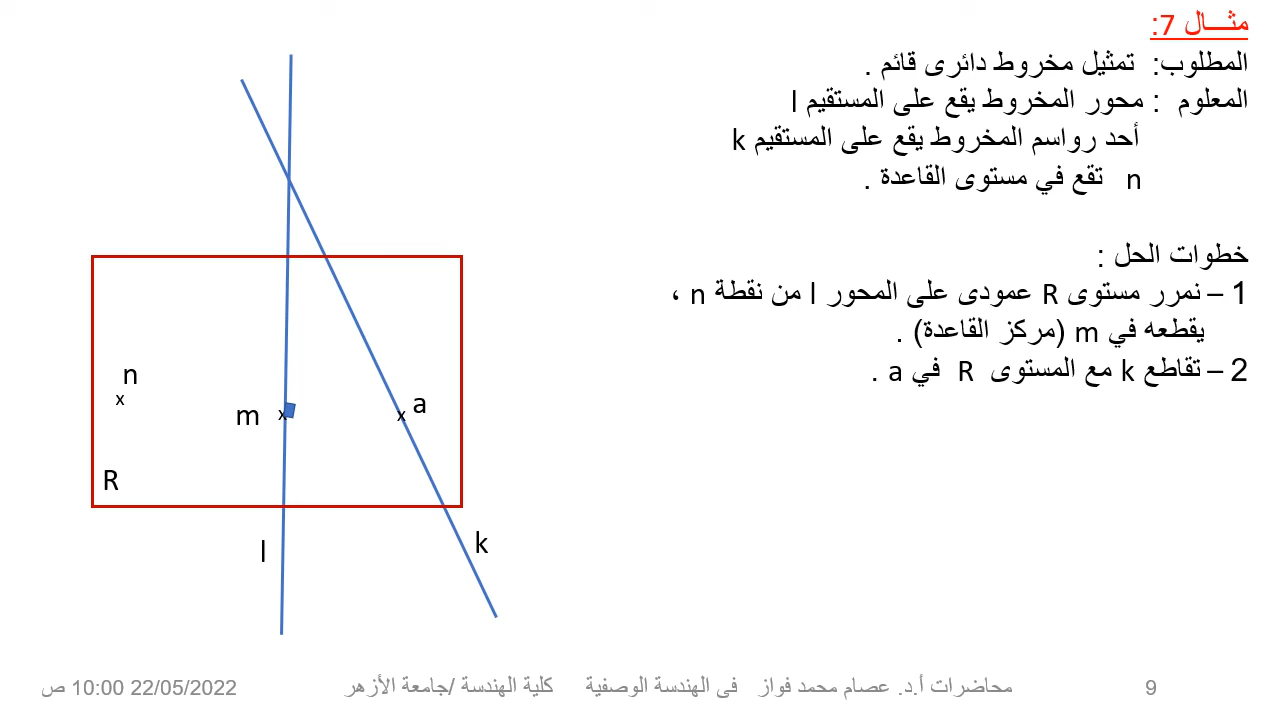 مثـــال 7:
المطلوب: تمثيل مخروط دائرى قائم .
المعلوم : محور المخروط يقع على المستقيم l
أحد رواسم المخروط يقع على المستقيم k
n تقع في مستوى القاعدة .
خطوات الحل :
1 – نمرر مستوى R عمودى على المحور l من نقطة n ،
يقطعه في m (مركز القاعدة) .
2 – تقاطع k مع المستوى R في a .
n
x
m
x
x
a
R
l
k
22/05/2022 10:00 ص
محاضرات أ.د. عصام محمد فواز فى الهندسة الوصفية كلية الهندسة /جامعة الأزهر
9